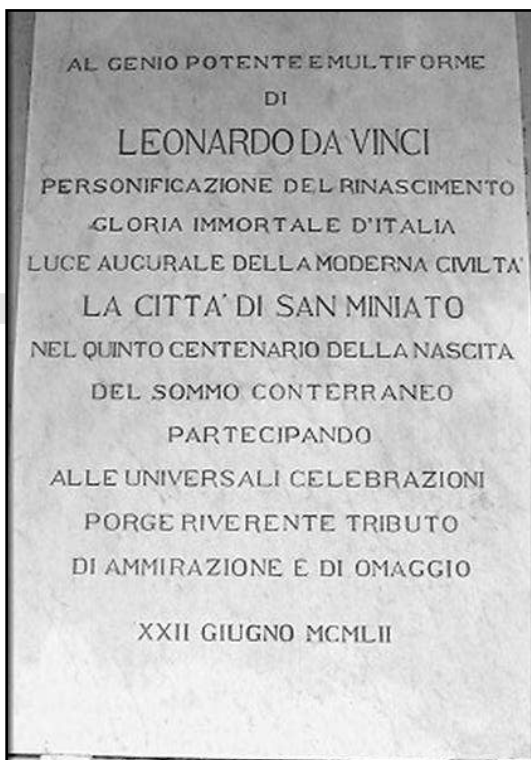 AL GENIO POTENTE E MULTIFORME
DI
LEONARDO DA VINCI
PERSONIFICAZIONE DEL RINASCIMENTO
GLORIA IMMORTALE D'ITALIA
LUCE AUGURALE DELLA MODERNA CIVILTA'
LA CITTA' DI SAN MINIATO
NEL QUINTO CENTENARIO DELLA NASCITA
DEL SOMMO CONTERRANEO
PARTECIPANDO
ALLE UNIVERSALI CELEBRAZIONI
PORGE RIVERENTE TRIBUTO
DI AMMIRAZIONE E DI OMAGGIO
XXII GIUGNO MCMLII